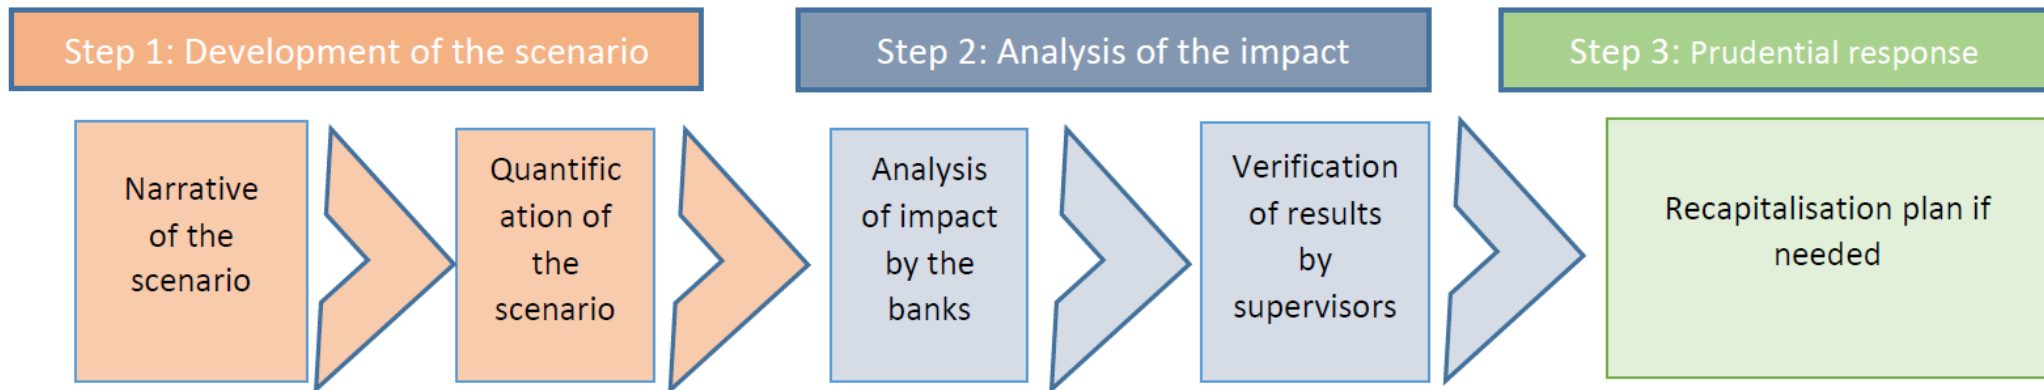 Step 1: Development of the scenario
Step 2: Analysis of the impact
Step 3: Prudential response
Narrative
of the
scenario
Quantific
ation of
the
scenario
Analysis
of impact
by the
banks
Verification
of results
by
supervisors
Recapitalisation plan if
needed